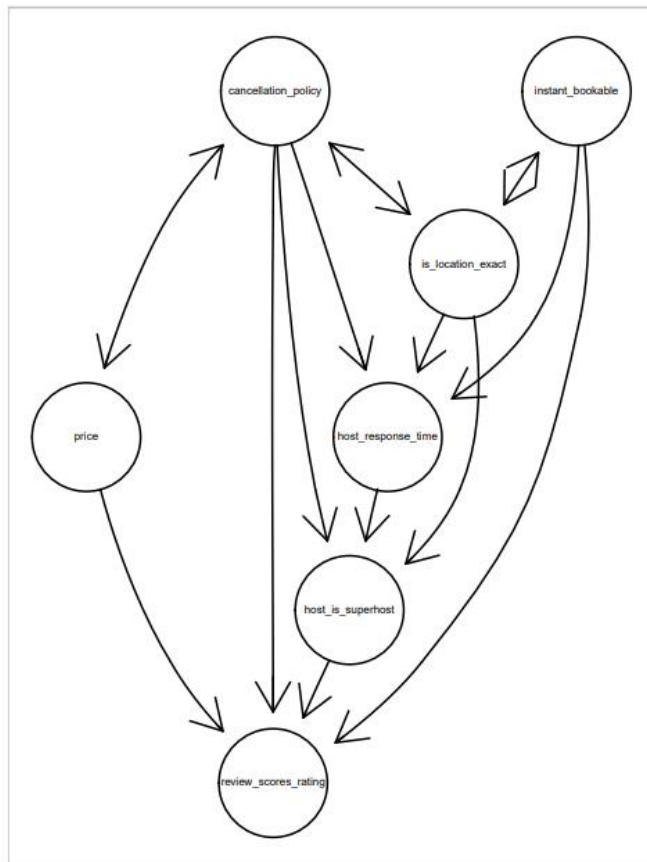 cancellation_policy
instant_bookable
is_location_exact
price
host_response_time
host_is_superhost
review_scores_rating